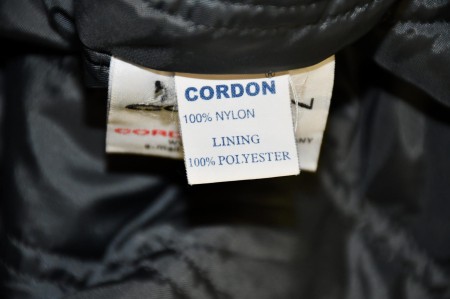 CORDON
100% NYLON
LINING
100% POLYESTER